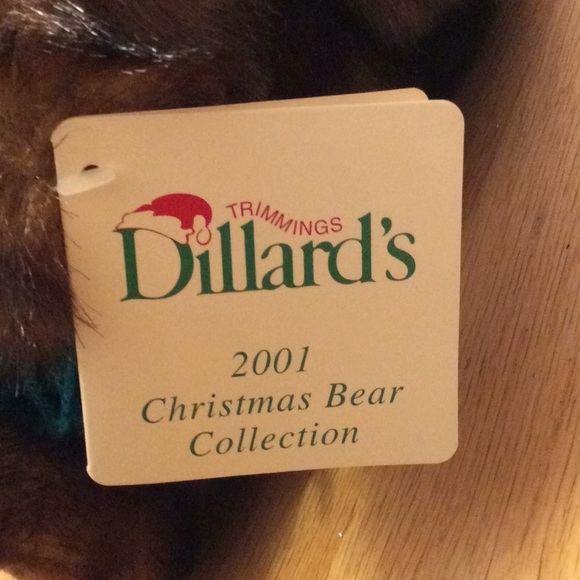 TRIMMINGS
Dillard's
2001
Christmas Bear
Collection